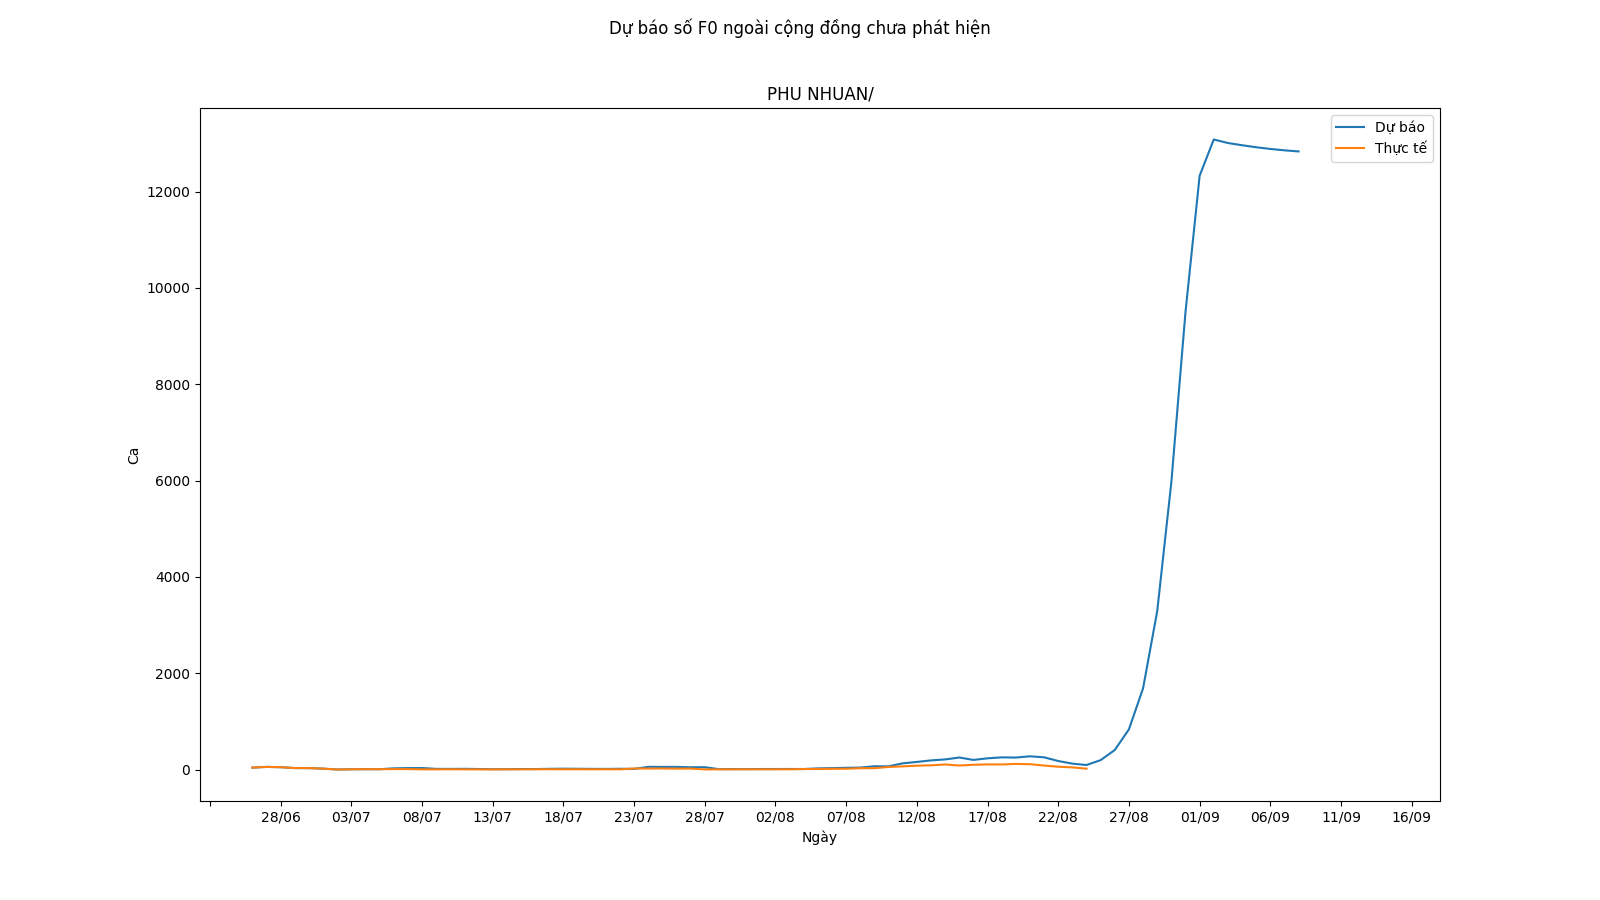 Dự báo số F0 ngoài cộng đồng chưa phát hiện
PHU NHUAN/
Dự báo
Thực tế
12000
10000
8000
6000
4000
2000
0
Ca
28/06 03/07 08/07 13/07 18/07 23/07 28/07 02/08 07/08 12/08 17/08 22/08 27/08 01/09 06/09 11/09 16/09
Ngày